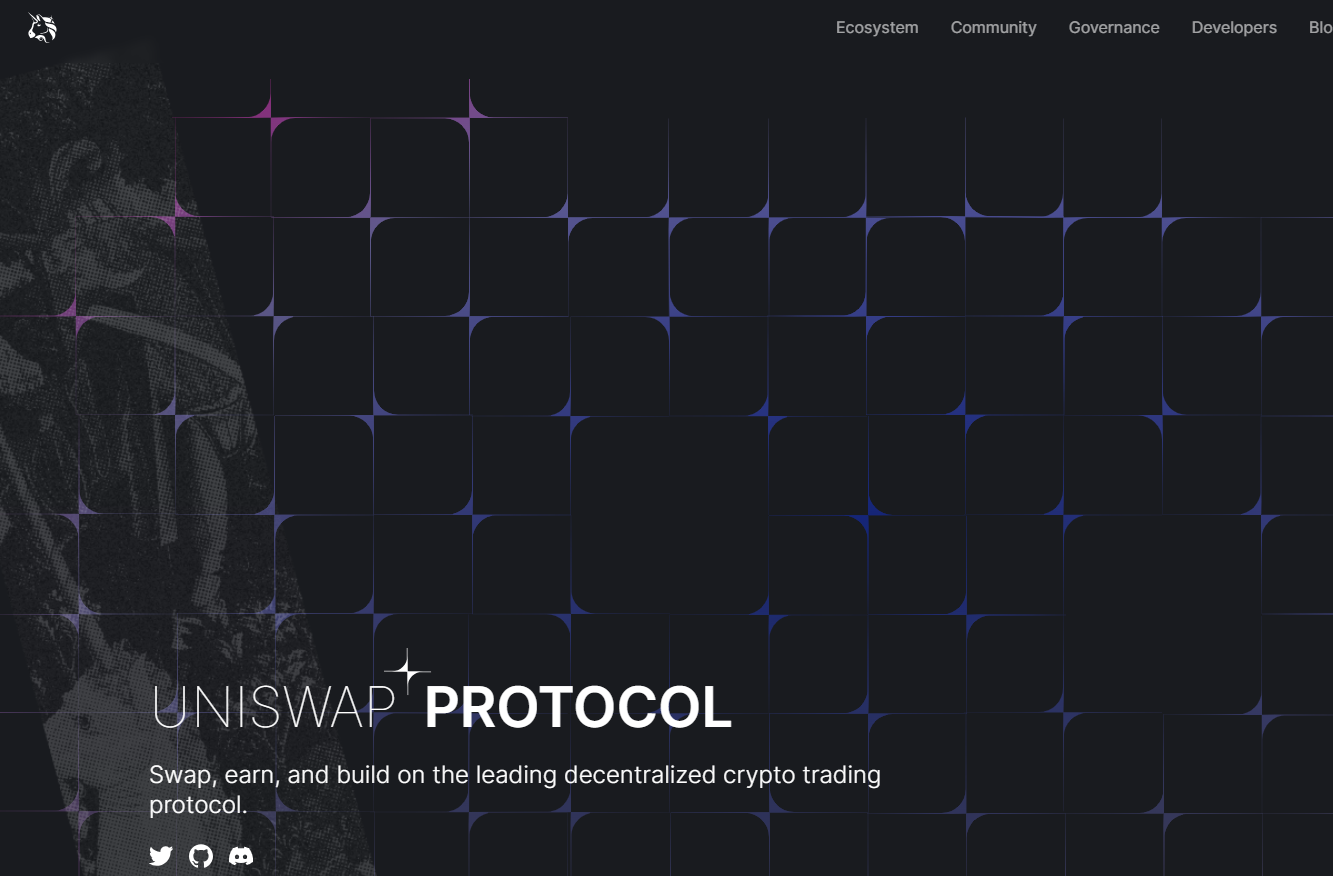 Ecosystem Community Governance Developers Blo
UNISWAP PROTOCOL
Swap, earn, and build on the leading decentralized crypto trading
protocol.